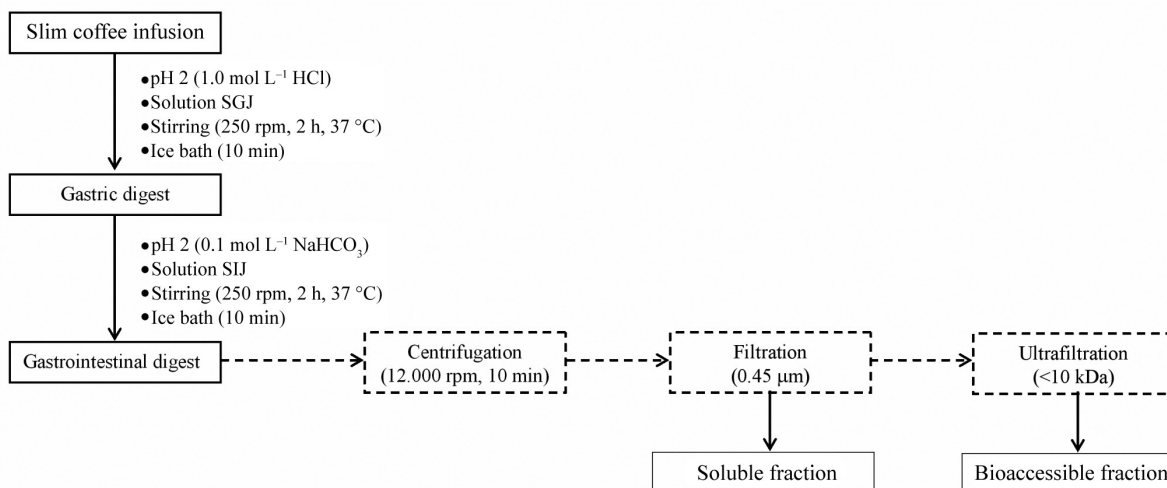 Slim coffee infusion
●pH 2 (1.0 mol L⁻¹ HCl)
●Solution SGJ
●Stirring (250 rpm, 2 h, 37 °C)
●Ice bath (10 min)
Gastric digest
●pH 2 (0.1 mol L⁻¹ NaHCO₃)
●Solution SIJ
●Stirring (250 rpm, 2 h, 37 °C)
●Ice bath (10 min)
Gastrointestinal digest
Centrifugation
(12.000 rpm, 10 min)
Filtration
(0.45 μm)
Ultrafiltration
(<10 kDa)
Soluble fraction
Bioaccessible fraction